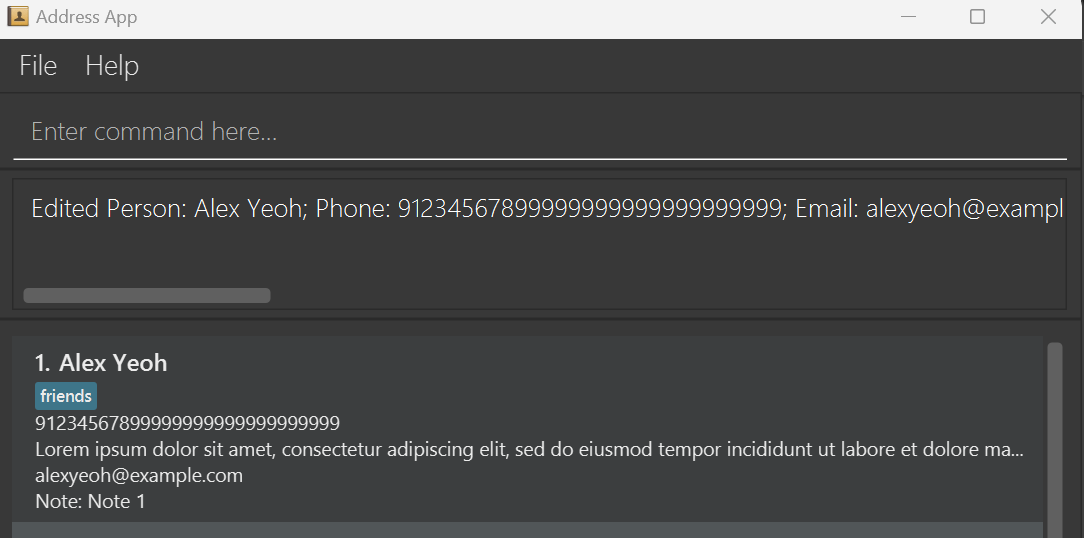 Address App
File Help
Enter command here...
Edited Person: Alex Yeoh; Phone: 91234567899999999999999999999; Email: alexyeoh@exampl
1. Alex Yeoh
friends
91234567899999999999999999999
Lorem ipsum dolor sit amet, consectetur adipiscing elit, sed do eiusmod tempor incididunt ut labore et dolore ma...
alexyeoh@example.com
Note: Note 1